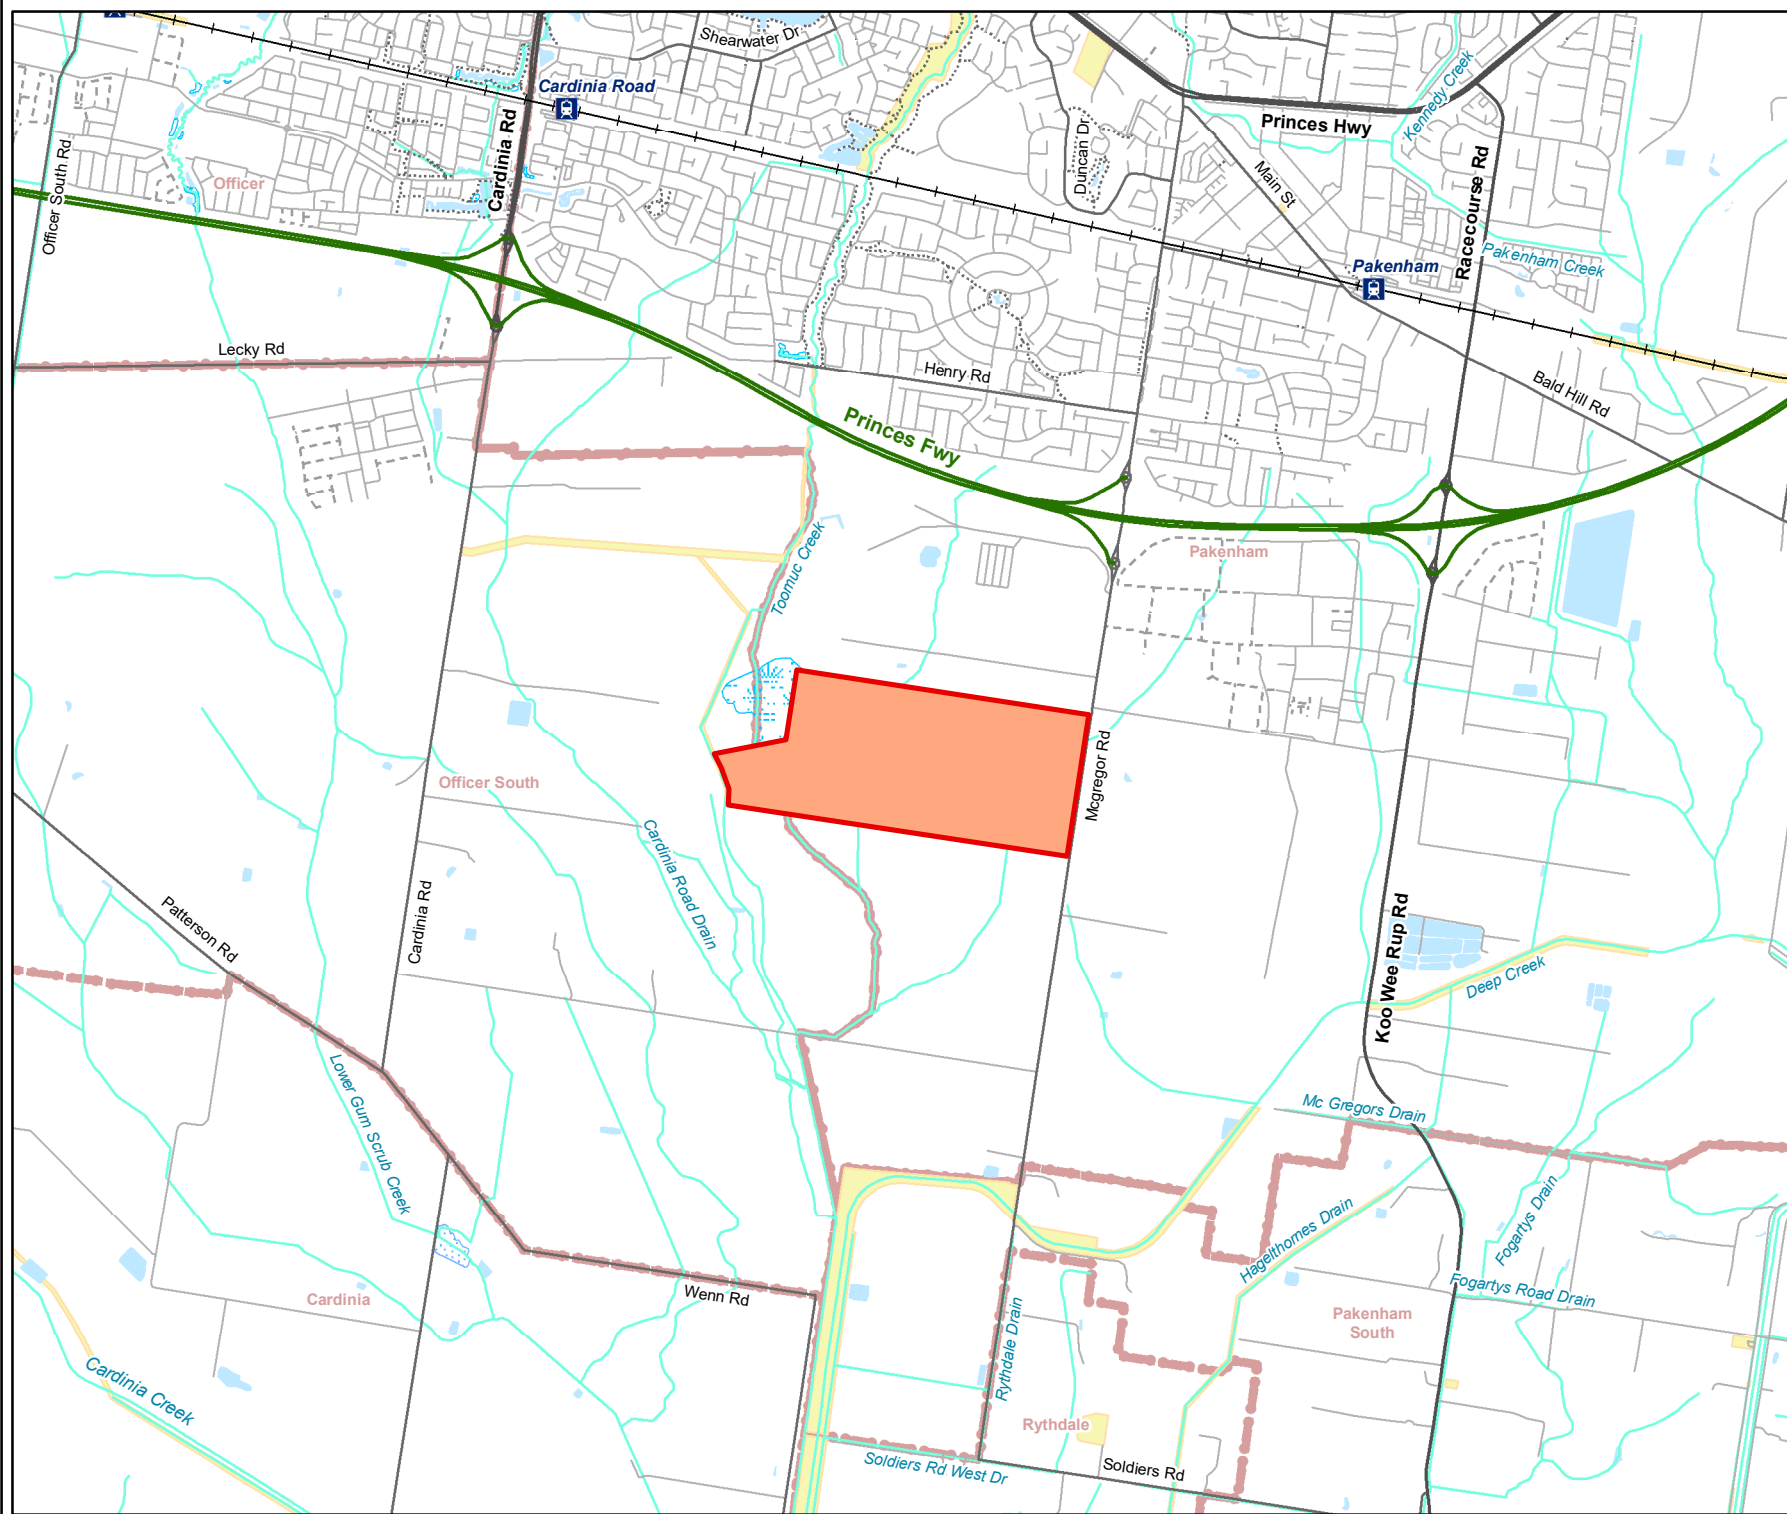 Shearwater Dr
Cardinia Road
Cardinia Rd
Officer
Officer South Rd
Duncan Dr
Princes Hwy
Kennedy Creek
Main St
Racecourse Rd
Pakenham Creek
Pakenham
Lecky Rd
Henry Rd
Bald Hill Rd
Princes Fwy
Toomuc Creek
Pakenham
Officer South
Mcgregor Rd
Cardinia Road Drain
Cardinia Rd
Patterson Rd
Koo Wee Rup Rd
Deep Creek
Lower Gum Scrub Creek
Mc Gregors Drain
Hagelthornes Drain
Fogartys Drain
Fogartys Road Drain
Cardinia
Wenn Rd
Rythdale Drain
Pakenham
South
Cardinia Creek
Rythdale
Soldiers Rd West Dr
Soldiers Rd